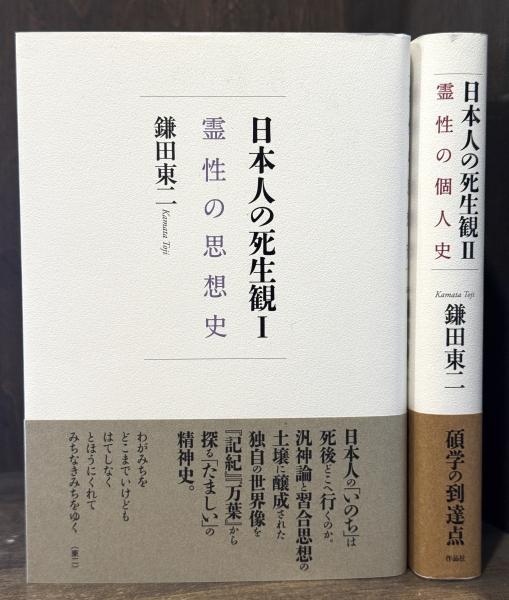 日本人の死生観Ⅰ
霊性の思想史
鎌田東二
Kamata Toji
日本人の「いのち」は
死後どこへ行くのか。
汎神論と習合思想の
土壌に醸成された
独自の世界像を
『記紀』『万葉』から
探る「たましい」の
精神史。
わがみちを
どこまでいけども
はてしなく
とほうにくれて
みちなきみちをゆく
（東二）
日本人の死生観Ⅱ
霊性の個人史
Kamata Toji
鎌田東二
碩学の到達点
作品社